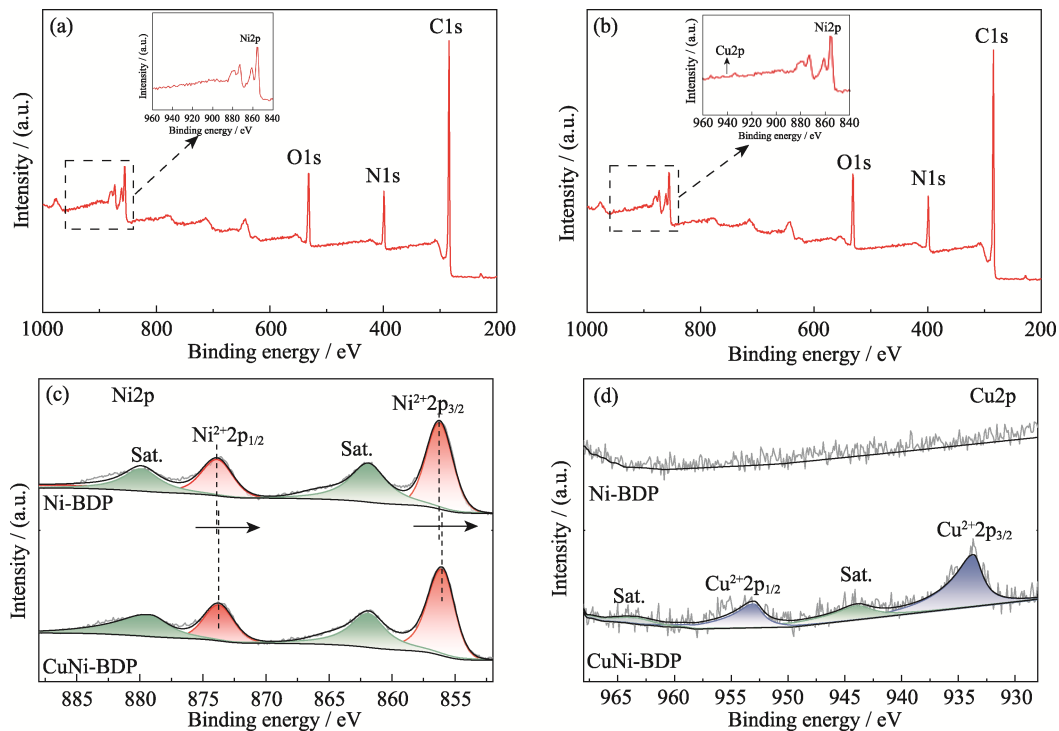 (a)
C1s
Ni2p
Intensity / (a.u.)
960 940 920 900 880 860 840
Binding energy / eV
O1s
N1s
Intensity / (a.u.)
1000 800 600 400 200
Binding energy / eV
(b)
C1s
Ni2p
Cu2p
Intensity / (a.u.)
960 940 920 900 880 860 840
Binding energy / eV
O1s
N1s
Intensity / (a.u.)
1000 800 600 400 200
Binding energy / eV
(c)
Ni2p
Ni²⁺2p₃/₂
Ni²⁺2p₁/₂
Sat.
Sat.
Ni-BDP
CuNi-BDP
Intensity / (a.u.)
885 880 875 870 865 860 855
Binding energy / eV
(d)
Cu2p
Ni-BDP
Cu²⁺2p₃/₂
Sat.
Cu²⁺2p₁/₂
Sat.
CuNi-BDP
Intensity / (a.u.)
965 960 955 950 945 940 935 930
Binding energy / eV